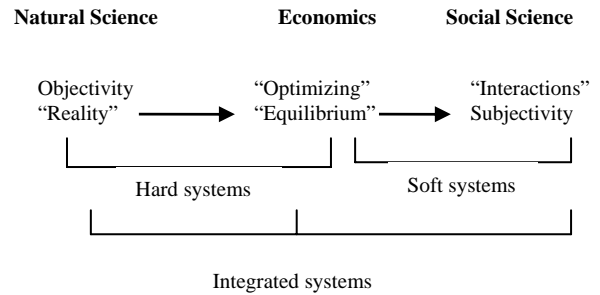 Natural Science Economics Social Science
Objectivity “Optimizing” “Interactions”
“Reality” “Equilibrium” Subjectivity
Hard systems Soft systems
Integrated systems